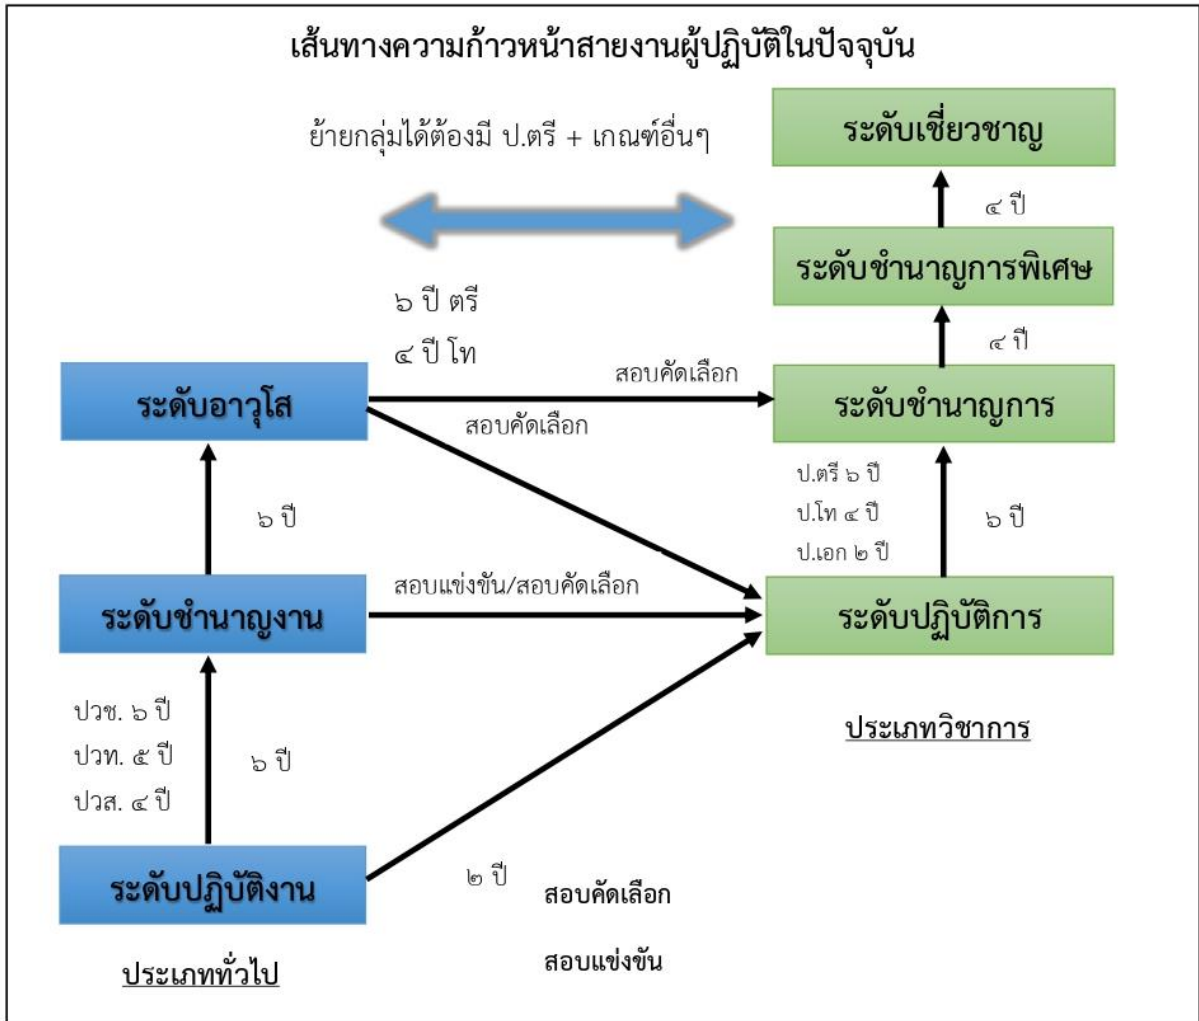 เส้นทางความก้าวหน้าสายงานผู้ปฏิบัติในปัจจุบัน
ย้ายกลุ่มได้ต้องมี ป.ตรี + เกณฑ์อื่นๆ
ระดับเชี่ยวชาญ
๔ ปี
ระดับชำนาญการพิเศษ
๖ ปี ตรี
๔ ปี โท
๔ ปี
ระดับอาวุโส
สอบคัดเลือก
สอบคัดเลือก
ระดับชำนาญการ
๖ ปี
ป.ตรี ๖ ปี
ป.โท ๔ ปี
ป.เอก ๒ ปี
๖ ปี
ระดับชำนาญงาน
สอบแข่งขัน/สอบคัดเลือก
ระดับปฏิบัติการ
ปวช. ๖ ปี
ปวท. ๕ ปี
ปวส. ๔ ปี
๖ ปี
ประเภทวิชาการ
ระดับปฏิบัติงาน
๒ ปี
สอบคัดเลือก
สอบแข่งขัน
ประเภททั่วไป